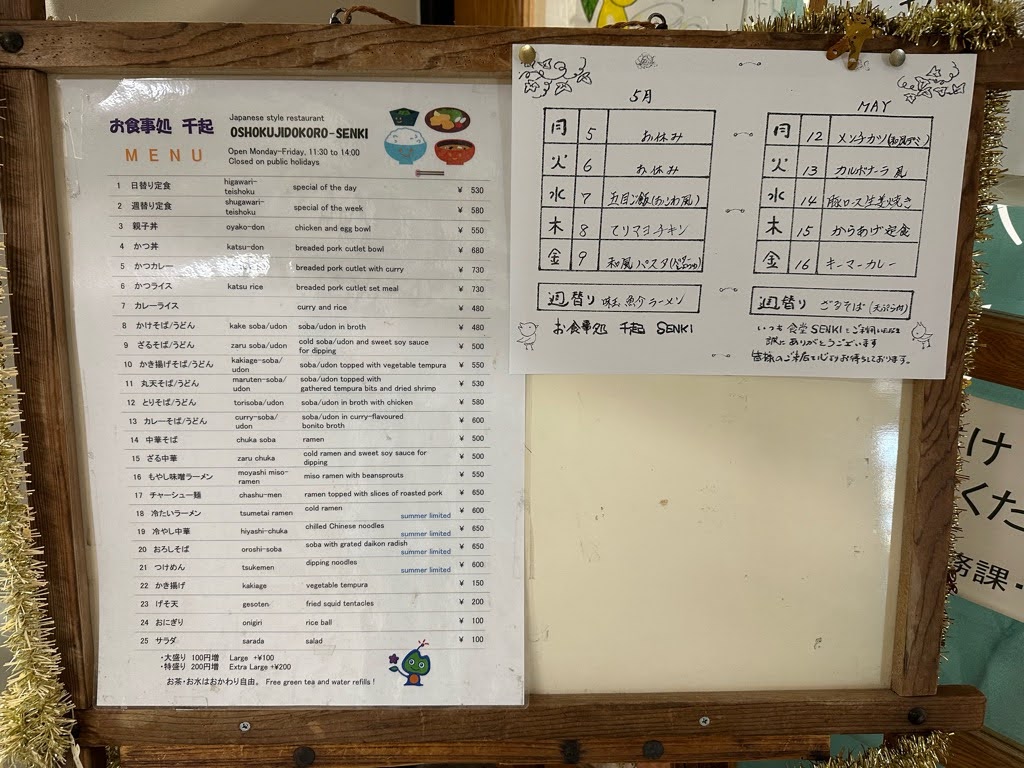 お食事処 千起
Japanese style restaurant
OSHOKUJIDOKORO-SENKI
MENU
Open Monday-Friday, 11:30 to 14:00
Closed on public holidays
1 日替り定食 higawari-teishoku special of the day ¥ 530
2 週替り定食 shugawari-teishoku special of the week ¥ 580
3 親子丼 oyako-don chicken and egg bowl ¥ 550
4 かつ丼 katsu-don breaded pork cutlet bowl ¥ 680
5 かつカレー breaded pork cutlet with curry ¥ 730
6 かつライス katsu rice breaded pork cutlet set meal ¥ 730
7 カレーライス curry and rice ¥ 480
8 かけそば/うどん kake soba/udon soba/udon in broth ¥ 480
9 ざるそば/うどん zaru soba/udon cold soba/udon and sweet soy sauce for dipping ¥ 500
10 かき揚げそば/うどん kakiage-soba/udon soba/udon topped with vegetable tempura ¥ 550
11 丸天そば/うどん maruten-soba/udon soba/udon topped with gathered tempura bits and dried shrimp ¥ 530
12 とりそば/うどん torisoba/udon soba/udon in broth with chicken ¥ 580
13 カレーそば/うどん curry-soba/udon soba/udon in curry-flavoured bonito broth ¥ 600
14 中華そば chuka soba ramen ¥ 500
15 ざる中華 zaru chuka cold ramen and sweet soy sauce for dipping ¥ 500
16 もやし味噌ラーメン moyashi miso-ramen miso ramen with beansprouts ¥ 550
17 チャーシュー麺 chashu-men ramen topped with slices of roasted pork ¥ 650
18 冷たいラーメン tsumetai ramen cold ramen summer limited ¥ 600
19 冷やし中華 hiyashi-chuka chilled Chinese noodles summer limited ¥ 650
20 おろしそば oroshi-soba soba with grated daikon radish summer limited ¥ 650
21 つけめん tsukemen dipping noodles summer limited ¥ 600
22 かき揚げ kakiage vegetable tempura ¥ 150
23 げそ天 gesoten fried squid tentacles ¥ 200
24 おにぎり onigiri rice ball ¥ 100
25 サラダ sarada salad ¥ 100
・大盛り 100円増 Large +¥100
・特盛り 200円増 Extra Large +¥200
お茶・お水はおかわり自由。 Free green tea and water refills !
5月
月 5 お休み
火 6 お休み
水 7 五目ご飯(おこわ風)
木 8 てりマヨチキン
金 9 和風パスタ
週替り 魚介ラーメン
お食事処 千起 SENKI
MAY
月 12 メンチカツ
火 13 カルボナーラ風
水 14 豚ロース生姜焼き
木 15 からあげ定食
金 16 キーマーカレー
週替り ざるそば(天ぷら付)
いつも食堂SENKIをご利用いただき
誠にありがとうございます
皆様のご来店を心よりお待ちしております。
け
くだ
務課